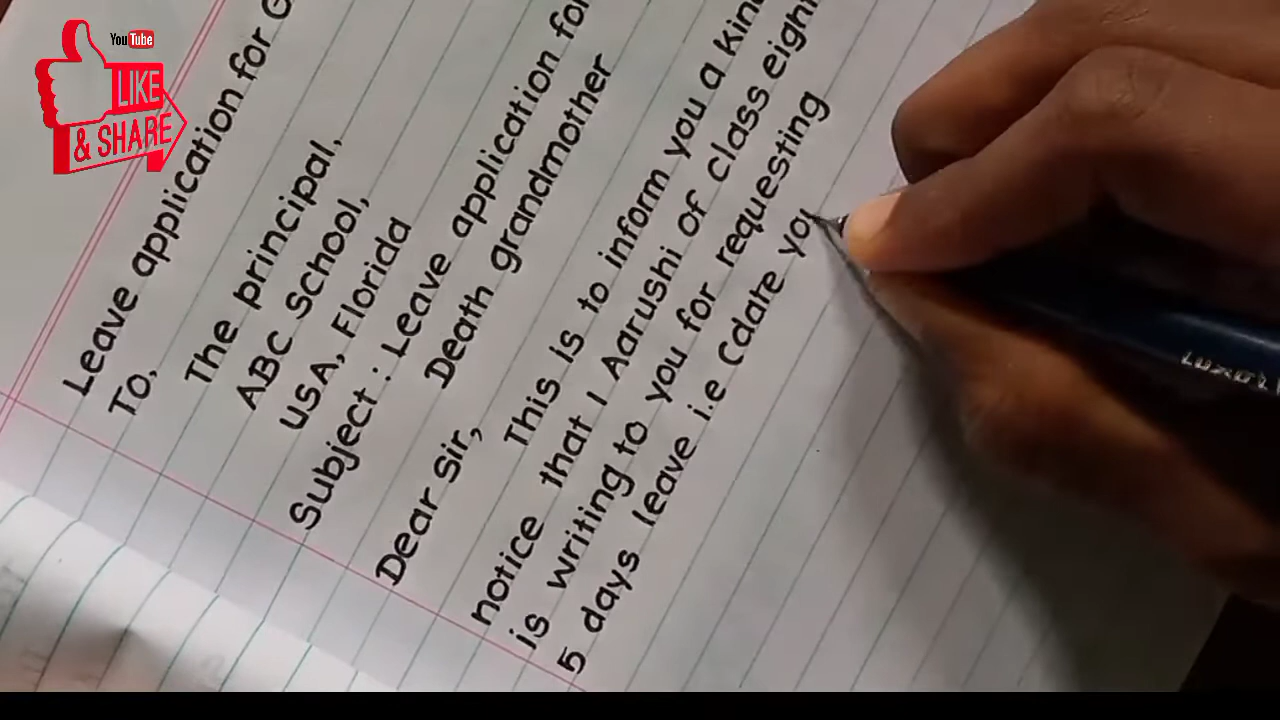 YouTube
LIKE
& SHARE
Leave application for G
To,
The principal,
ABC School,
USA, Florida
Subject : Leave application for
Death grandmother
Dear Sir,
This is to inform you a kind
notice that I Aarushi of class eight
is writing to you for requesting
5 days leave i.e Cdate you
LUXOR